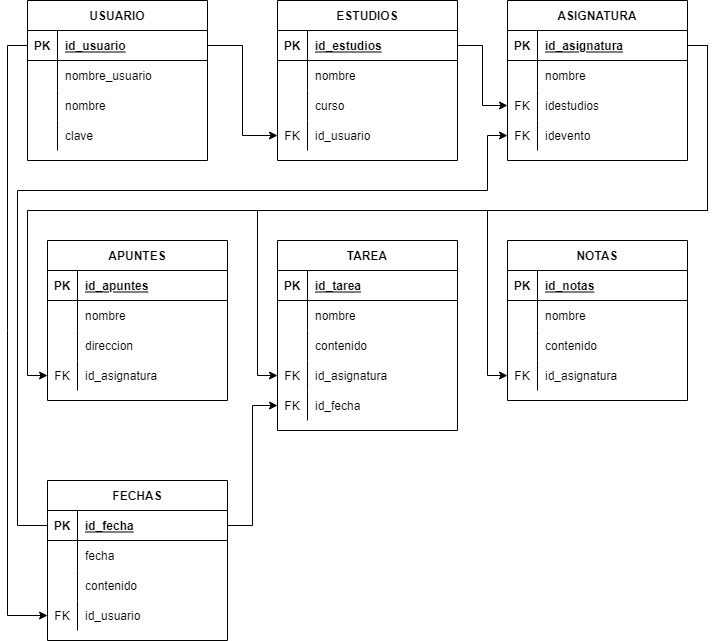 USUARIO
PK id_usuario
nombre_usuario
nombre
clave
ESTUDIOS
PK id_estudios
nombre
curso
FK id_usuario
ASIGNATURA
PK id_asignatura
nombre
FK idestudios
FK idevento
APUNTES
PK id_apuntes
nombre
direccion
FK id_asignatura
TAREA
PK id_tarea
nombre
contenido
FK id_asignatura
FK id_fecha
NOTAS
PK id_notas
nombre
contenido
FK id_asignatura
FECHAS
PK id_fecha
fecha
contenido
FK id_usuario